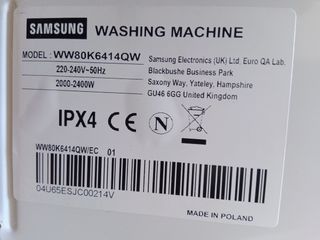 SAMSUNG WASHING MACHINE
MODEL : WW80K6414QW
220-240V~50Hz
2000-2400W
Samsung Electronics (UK) Ltd. Euro QA Lab.
Blackbushe Business Park
Saxony Way, Yateley, Hampshire
GU46 6GG United Kingdom
IPX4 CE N
WW80K6414QW/EC 01
04U65ESJC00214V
MADE IN POLAND